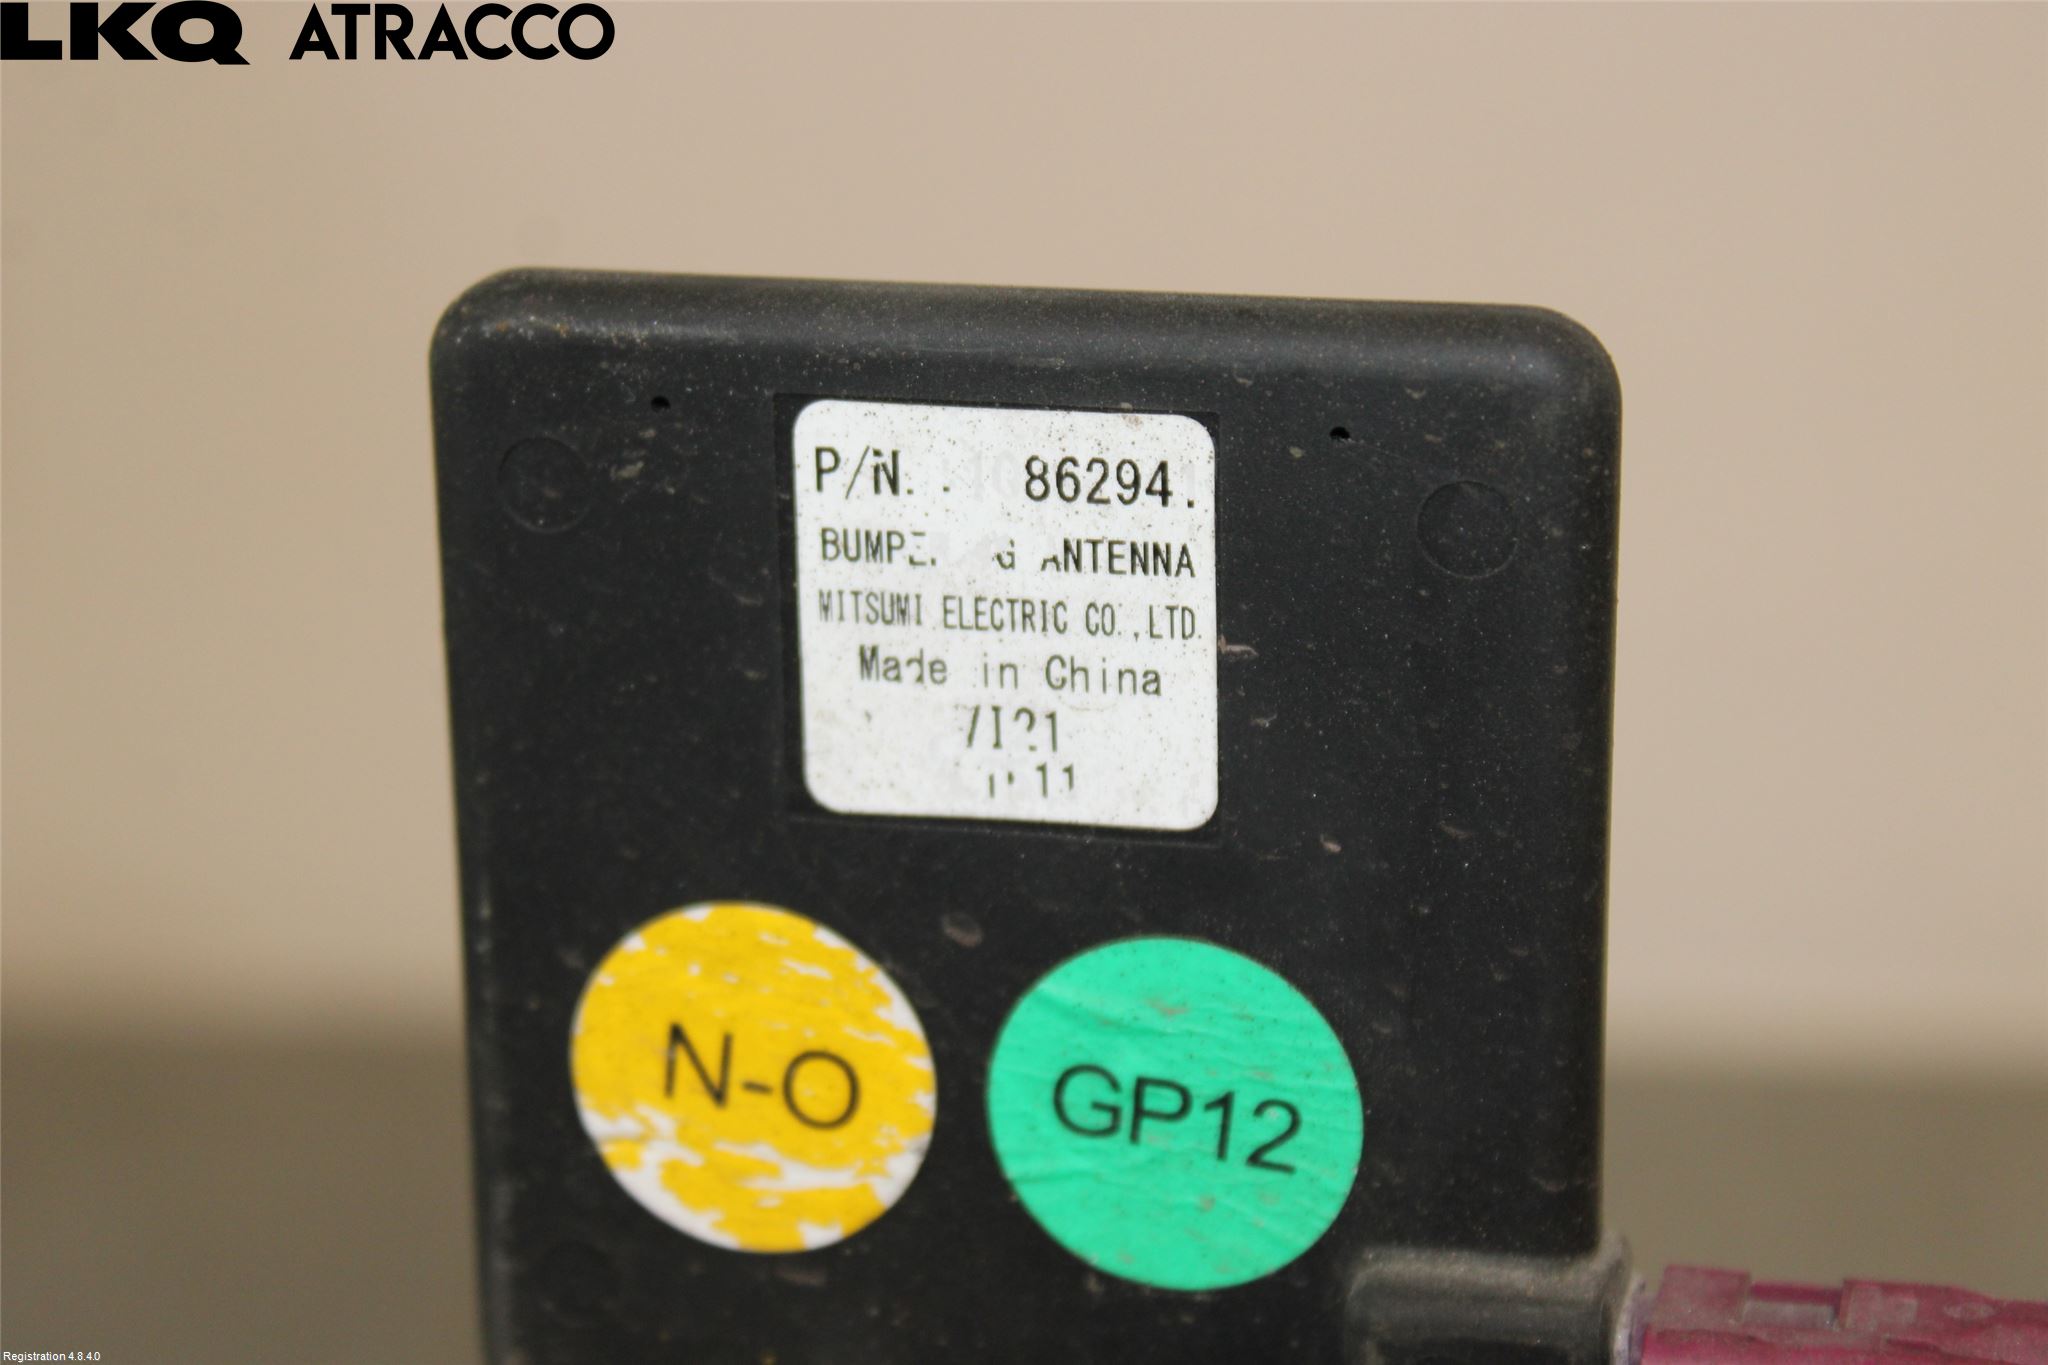 LKQ ATRACCO
P/N. 86294.
ANTENNA
MITSUMI ELECTRIC CO.,LTD.
Made in China
N-O
GP12
Registration 4.8.4.0